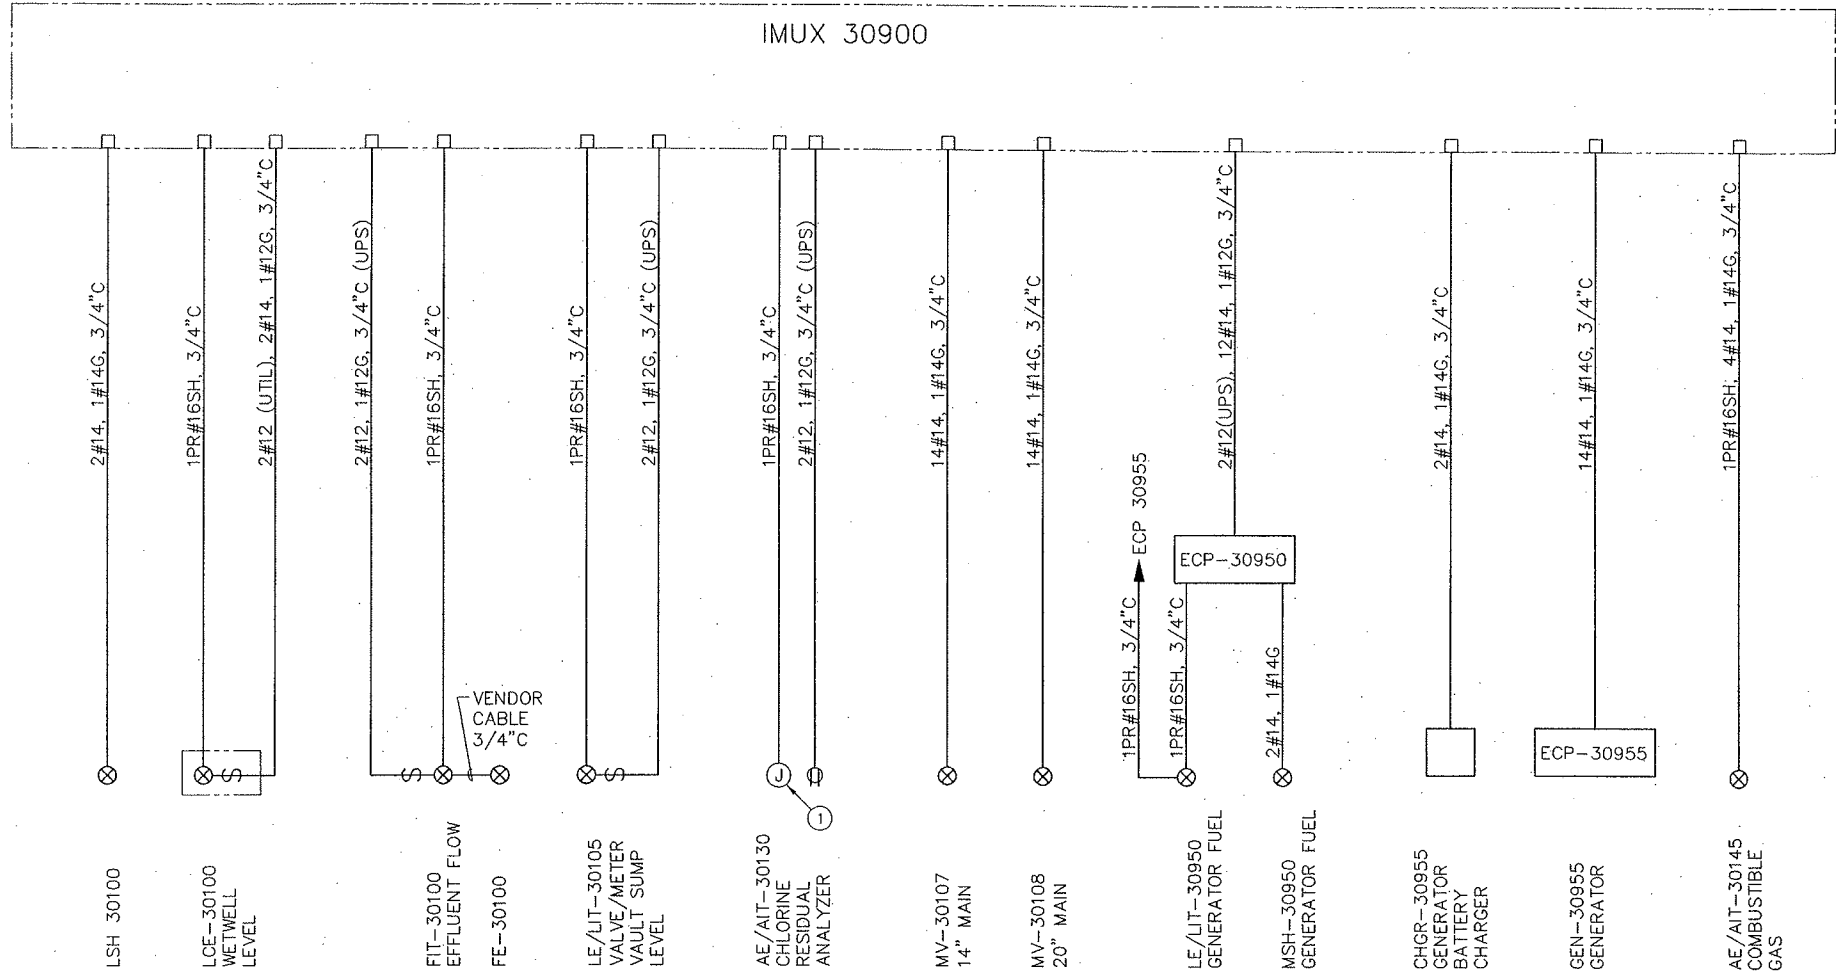 IMUX 30900
2#14, 1#14G, 3/4"C
1PR#16SH, 3/4"C
2#12 (UTIL), 2#14, 1#12G, 3/4"C
2#12, 1#12G, 3/4"C (UPS)
1PR#16SH, 3/4"C
1PR#16SH, 3/4"C
2#12, 1#12G, 3/4"C (UPS)
1PR#16SH, 3/4"C
2#12, 1#12G, 3/4"C (UPS)
14#14, 1#14G, 3/4"C
14#14, 1#14G, 3/4"C
2#12(UPS), 12#14, 1#12G, 3/4"C
2#14, 1#14G, 3/4"C
14#14, 1#14G, 3/4"C
1PR#16SH, 4#14, 1#14G, 3/4"C
ECP 30955
ECP-30950
1PR#16SH, 3/4"C
1PR#16SH, 3/4"C
2#14, 1#14G
VENDOR
CABLE
3/4"C
S
S
S
J
1
ECP-30955
LSH 30100
LCE-30100
WETWELL
LEVEL
FIT-30100
EFFLUENT FLOW
FE-30100
LE/LIT-30105
VALVE/METER
VAULT SUMP
LEVEL
AE/AIT-30130
CHLORINE
RESIDUAL
ANALYZER
MV-30107
14" MAIN
MV-30108
20" MAIN
LE/LIT-30950
GENERATOR FUEL
MSH-30950
GENERATOR FUEL
CHGR-30955
GENERATOR
BATTERY
CHARGER
GEN-30955
GENERATOR
AE/AIT-30145
COMBUSTIBLE
GAS